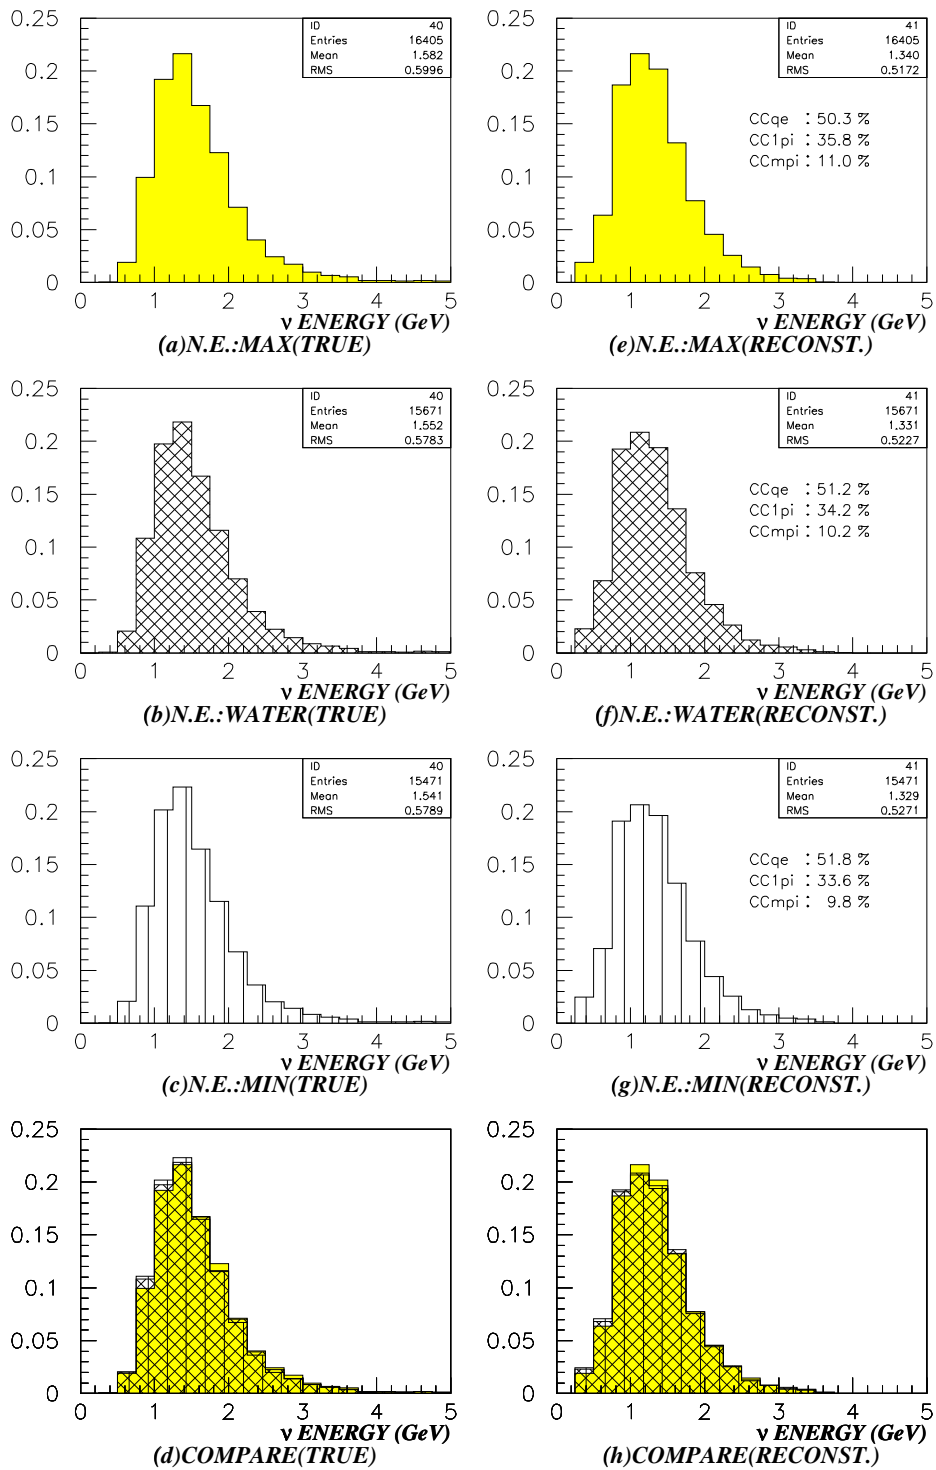 ID 40
Entries 16405
Mean 1.582
RMS 0.5996
0.25
0.2
0.15
0.1
0.05
0
0 1 2 3 4 5
ν ENERGY (GeV)
(a)N.E.:MAX(TRUE)
ID 41
Entries 16405
Mean 1.340
RMS 0.5172
CCqe : 50.3 %
CC1pi : 35.8 %
CCmpi : 11.0 %
0.25
0.2
0.15
0.1
0.05
0
0 1 2 3 4 5
ν ENERGY (GeV)
(e)N.E.:MAX(RECONST.)
ID 40
Entries 15671
Mean 1.552
RMS 0.5783
0.25
0.2
0.15
0.1
0.05
0
0 1 2 3 4 5
ν ENERGY (GeV)
(b)N.E.:WATER(TRUE)
ID 41
Entries 15671
Mean 1.331
RMS 0.5227
CCqe : 51.2 %
CC1pi : 34.2 %
CCmpi : 10.2 %
0.25
0.2
0.15
0.1
0.05
0
0 1 2 3 4 5
ν ENERGY (GeV)
(f)N.E.:WATER(RECONST.)
ID 40
Entries 15471
Mean 1.541
RMS 0.5789
0.25
0.2
0.15
0.1
0.05
0
0 1 2 3 4 5
ν ENERGY (GeV)
(c)N.E.:MIN(TRUE)
ID 41
Entries 15471
Mean 1.329
RMS 0.5271
CCqe : 51.8 %
CC1pi : 33.6 %
CCmpi : 9.8 %
0.25
0.2
0.15
0.1
0.05
0
0 1 2 3 4 5
ν ENERGY (GeV)
(g)N.E.:MIN(RECONST.)
0.25
0.2
0.15
0.1
0.05
0
0 1 2 3 4 5
ν ENERGY (GeV)
(d)COMPARE(TRUE)
0.25
0.2
0.15
0.1
0.05
0
0 1 2 3 4 5
ν ENERGY (GeV)
(h)COMPARE(RECONST.)